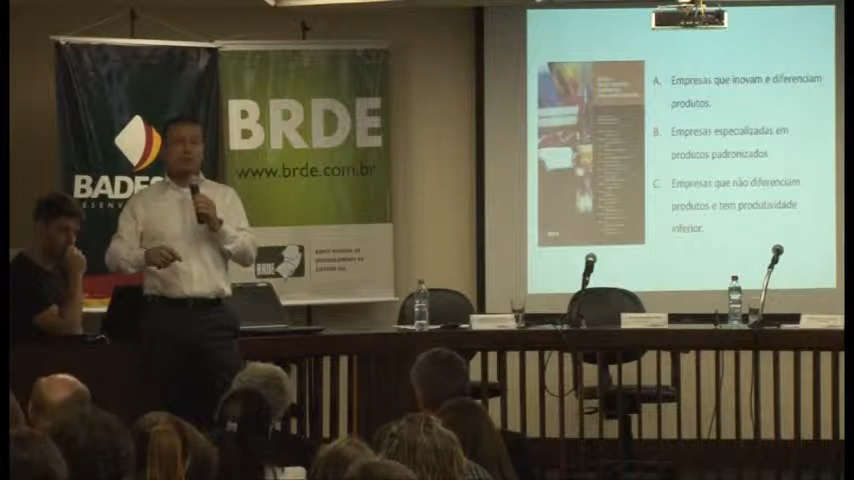 BRDE
www.brde.com.br
BADES
BRDE
A. Empresas que inovam e diferenciam
produtos.
B. Empresas especializadas em
produtos padronizados
C. Empresas que não diferenciam
produtos e tem produtividade
inferior.